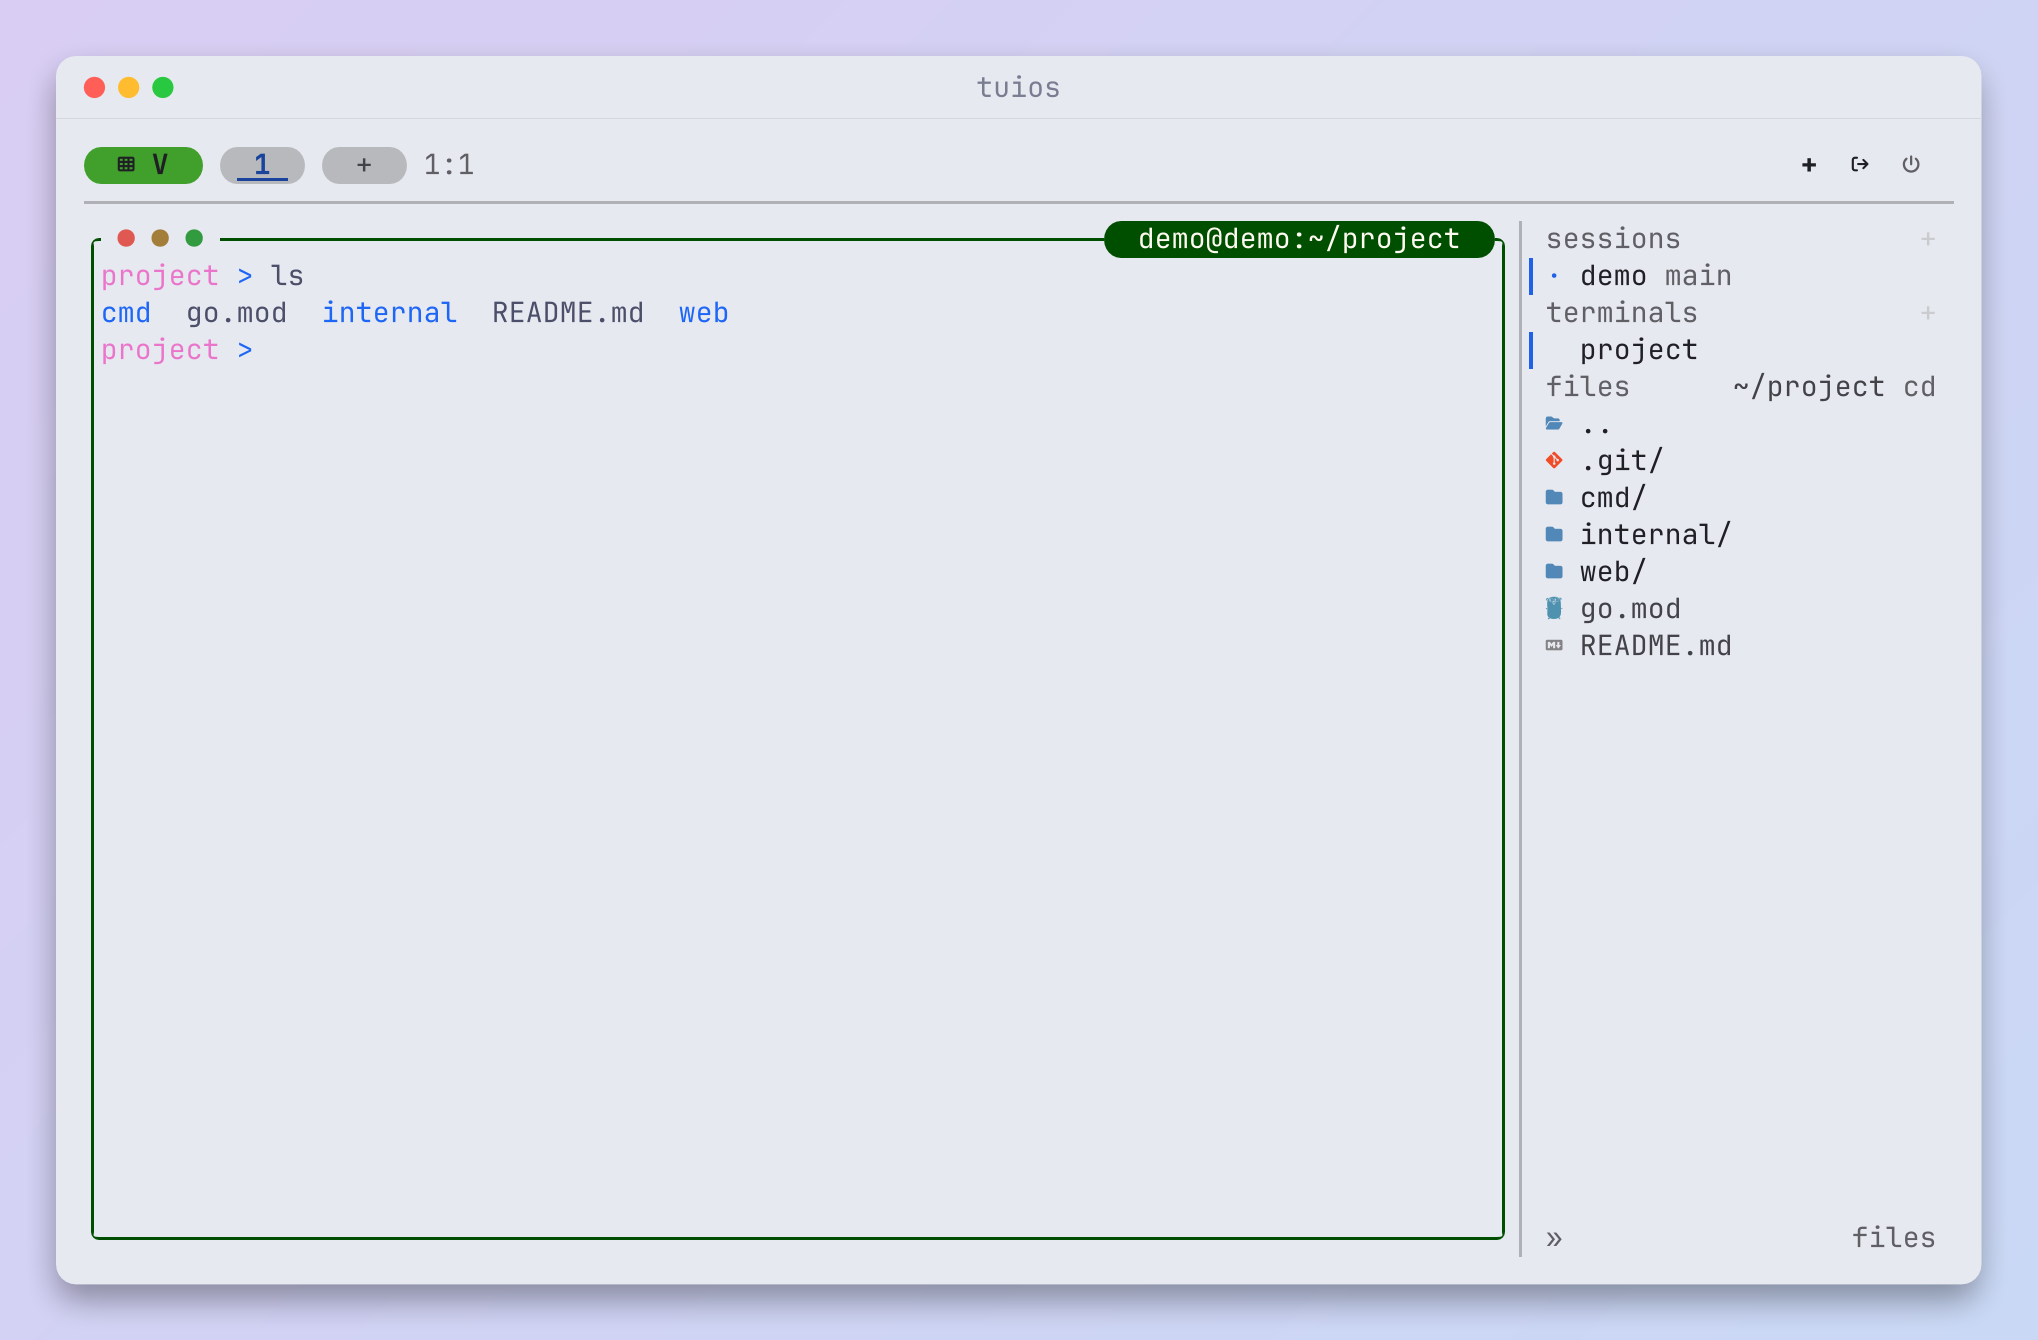 tuios
V 1 + 1:1
demo@demo:~/project
project > ls
cmd go.mod internal README.md web
project >
sessions +
· demo main
terminals +
project
files ~/project cd
..
.git/
cmd/
internal/
web/
go.mod
README.md
» files